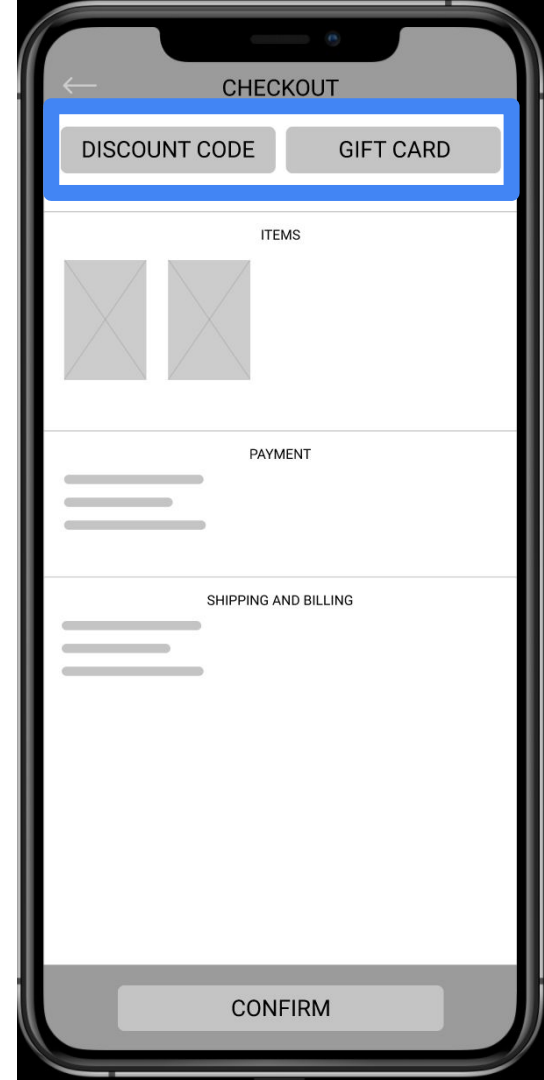 CHECKOUT
DISCOUNT CODE GIFT CARD
ITEMS
PAYMENT
SHIPPING AND BILLING
CONFIRM